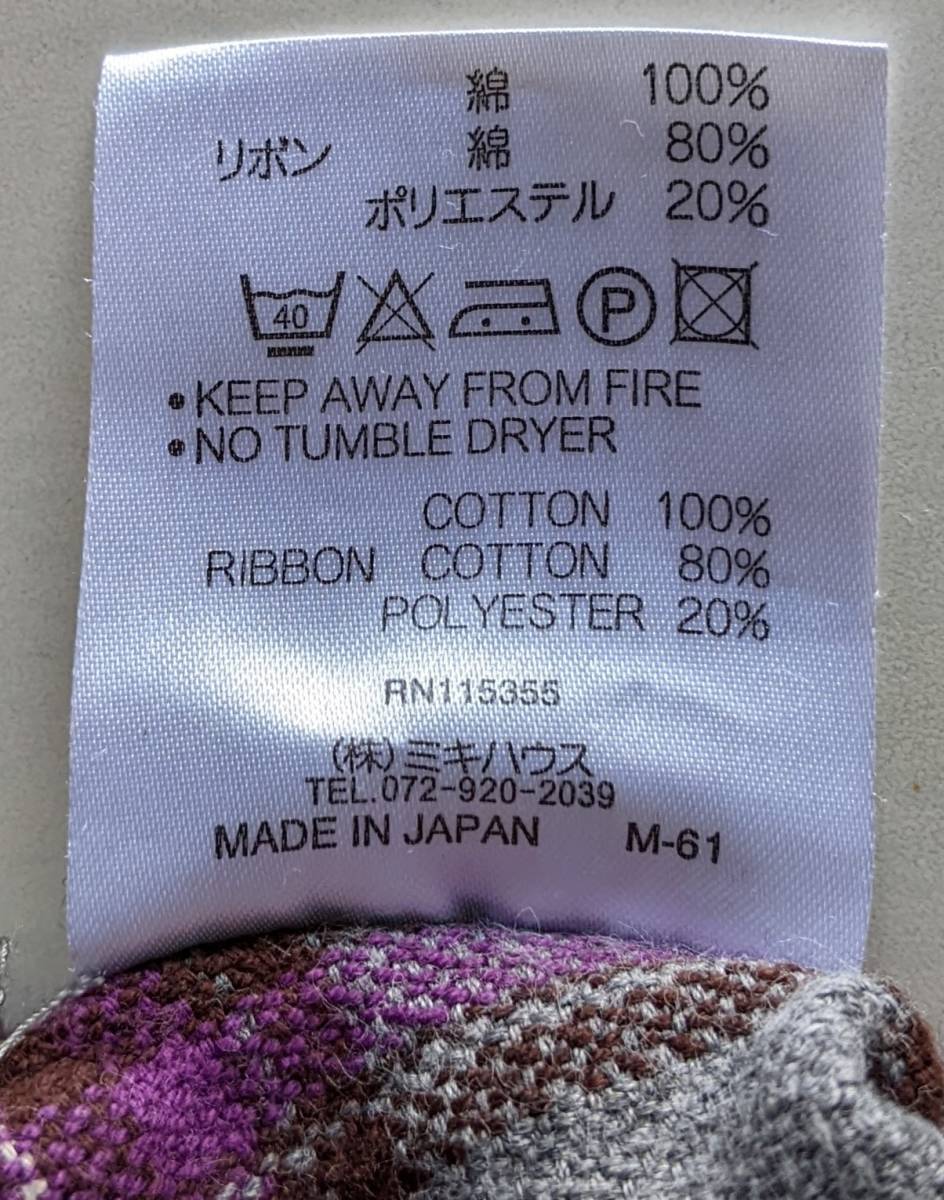 綿 100%
リボン 綿 80%
ポリエステル 20%
40
P
•KEEP AWAY FROM FIRE
•NO TUMBLE DRYER
COTTON 100%
RIBBON COTTON 80%
POLYESTER 20%
RN115355
(株)ミキハウス
TEL.072-920-2039
MADE IN JAPAN M-61